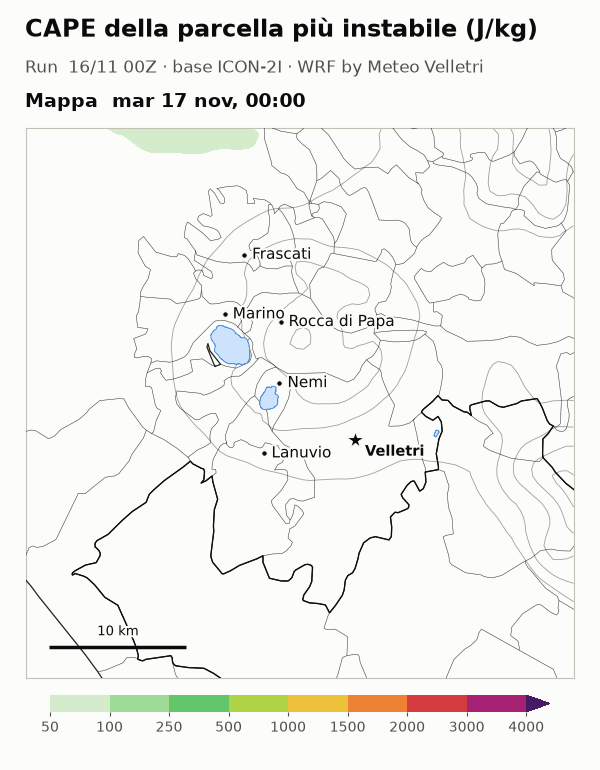 CAPE della parcella più instabile (J/kg)
Run  16/11 00Z · base ICON-2I · WRF by Meteo Velletri
Mappa  mar 17 nov, 00:00
Frascati
Marino
Rocca di Papa
Nemi
Velletri
Lanuvio
10 km
50 100 250 500 1000 1500 2000 3000 4000